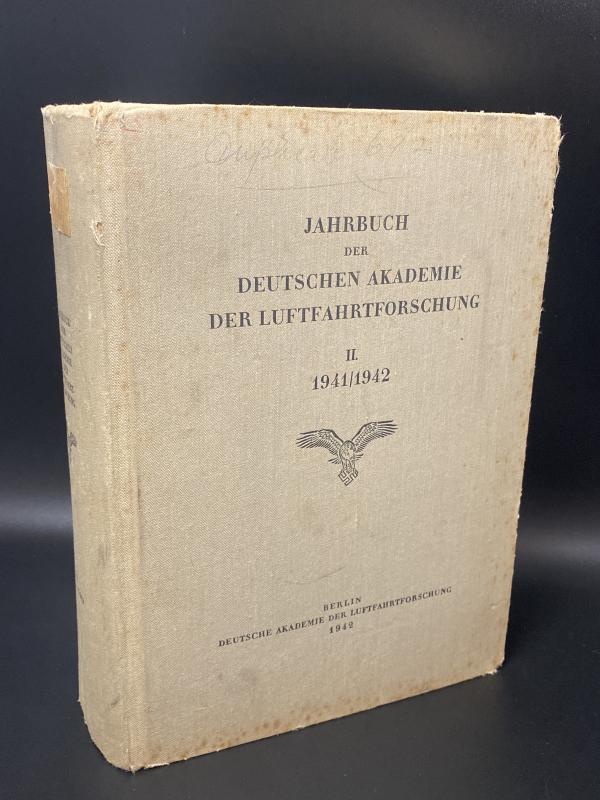 JAHRBUCH
DER
DEUTSCHEN AKADEMIE
DER LUFTFAHRTFORSCHUNG
II.
1941/1942
BERLIN
DEUTSCHE AKADEMIE DER LUFTFAHRTFORSCHUNG
1942